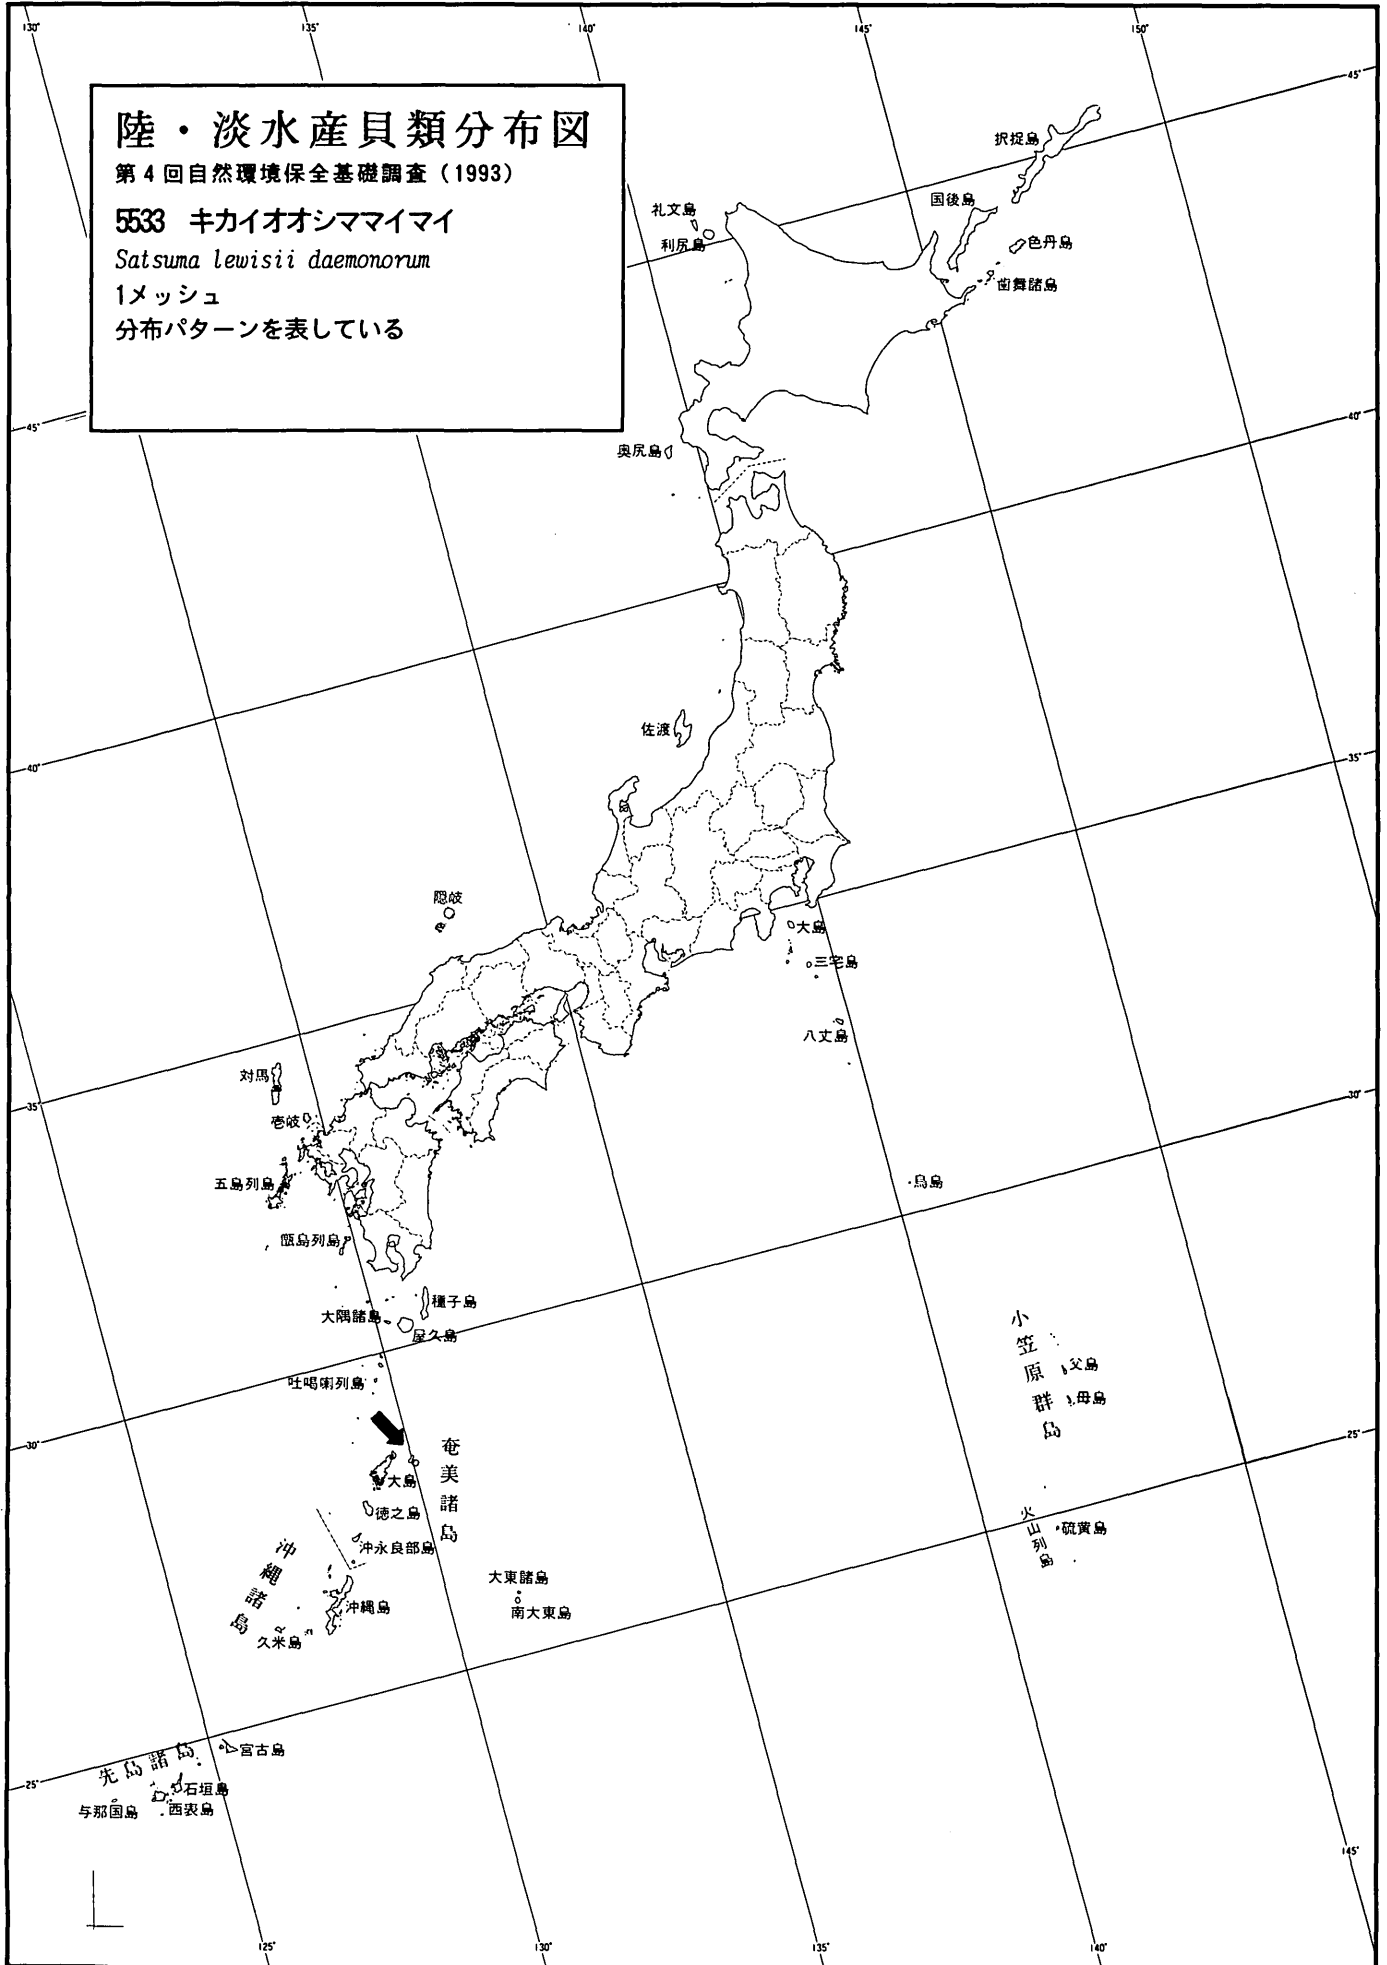 陸・淡水産貝類分布図
第4回自然環境保全基礎調査（1993）
5533 キカイオオシママイマイ
Satsuma lewisii daemonorum
1メッシュ
分布パターンを表している
130°
135°
140°
145°
150°
45°
択捉島
国後島
礼文島
利尻島
色丹島
歯舞諸島
45°
奥尻島
40°
佐渡
40°
35°
隠岐
大島
三宅島
八丈島
対馬
35°
壱岐
30°
五島列島
鳥島
甑島列島
種子島
大隅諸島
屋久島
小笠原群島
父島
母島
吐噶喇列島
30°
25°
奄美諸島
大島
徳之島
火山列島
硫黄島
沖永良部島
沖縄諸島
大東諸島
南大東島
沖縄島
久米島
先島諸島
宮古島
25°
石垣島
与那国島
西表島
145°
125°
130°
135°
140°